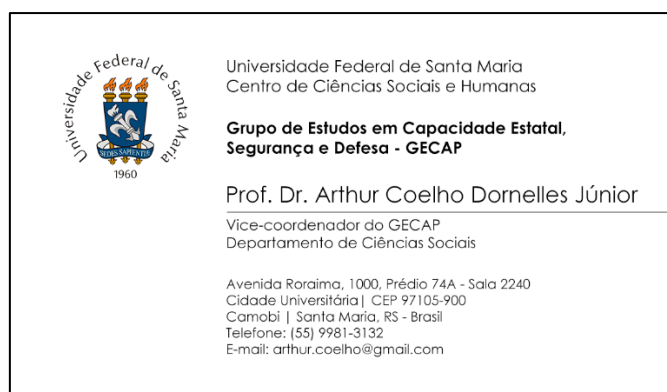 Universidade Federal de Santa Maria
SEDES SAPIENTIE
1960
Universidade Federal de Santa Maria
Centro de Ciências Sociais e Humanas
Grupo de Estudos em Capacidade Estatal,
Segurança e Defesa - GECAP
Prof. Dr. Arthur Coelho Dornelles Júnior
Vice-coordenador do GECAP
Departamento de Ciências Sociais
Avenida Roraima, 1000, Prédio 74A - Sala 2240
Cidade Universitária| CEP 97105-900
Camobi | Santa Maria, RS - Brasil
Telefone: (55) 9981-3132
E-mail: arthur.coelho@gmail.com